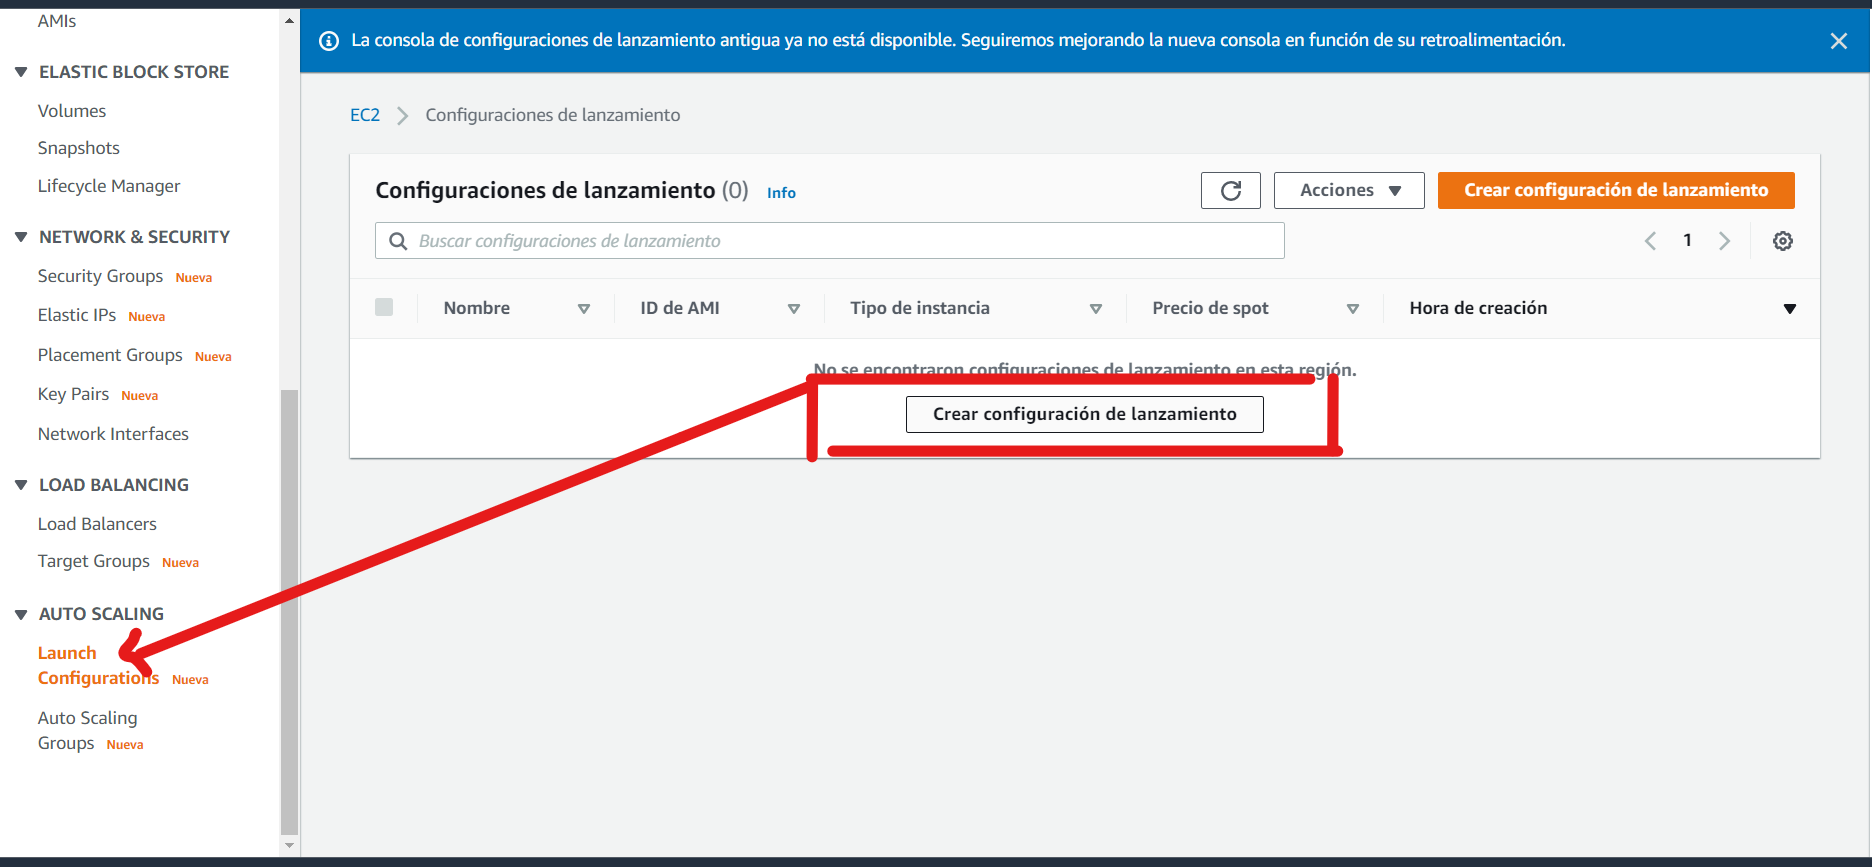 AMIs
ELASTIC BLOCK STORE
Volumes
Snapshots
Lifecycle Manager
NETWORK & SECURITY
Security Groups Nueva
Elastic IPs Nueva
Placement Groups Nueva
Key Pairs Nueva
Network Interfaces
LOAD BALANCING
Load Balancers
Target Groups Nueva
AUTO SCALING
Launch
Configurations Nueva
Auto Scaling
Groups Nueva
La consola de configuraciones de lanzamiento antigua ya no está disponible. Seguiremos mejorando la nueva consola en función de su retroalimentación.
EC2 Configuraciones de lanzamiento
Configuraciones de lanzamiento (0) Info
Acciones
Crear configuración de lanzamiento
Buscar configuraciones de lanzamiento
1
Nombre ID de AMI Tipo de instancia Precio de spot Hora de creación
No se encontraron configuraciones de lanzamiento en esta región.
Crear configuración de lanzamiento